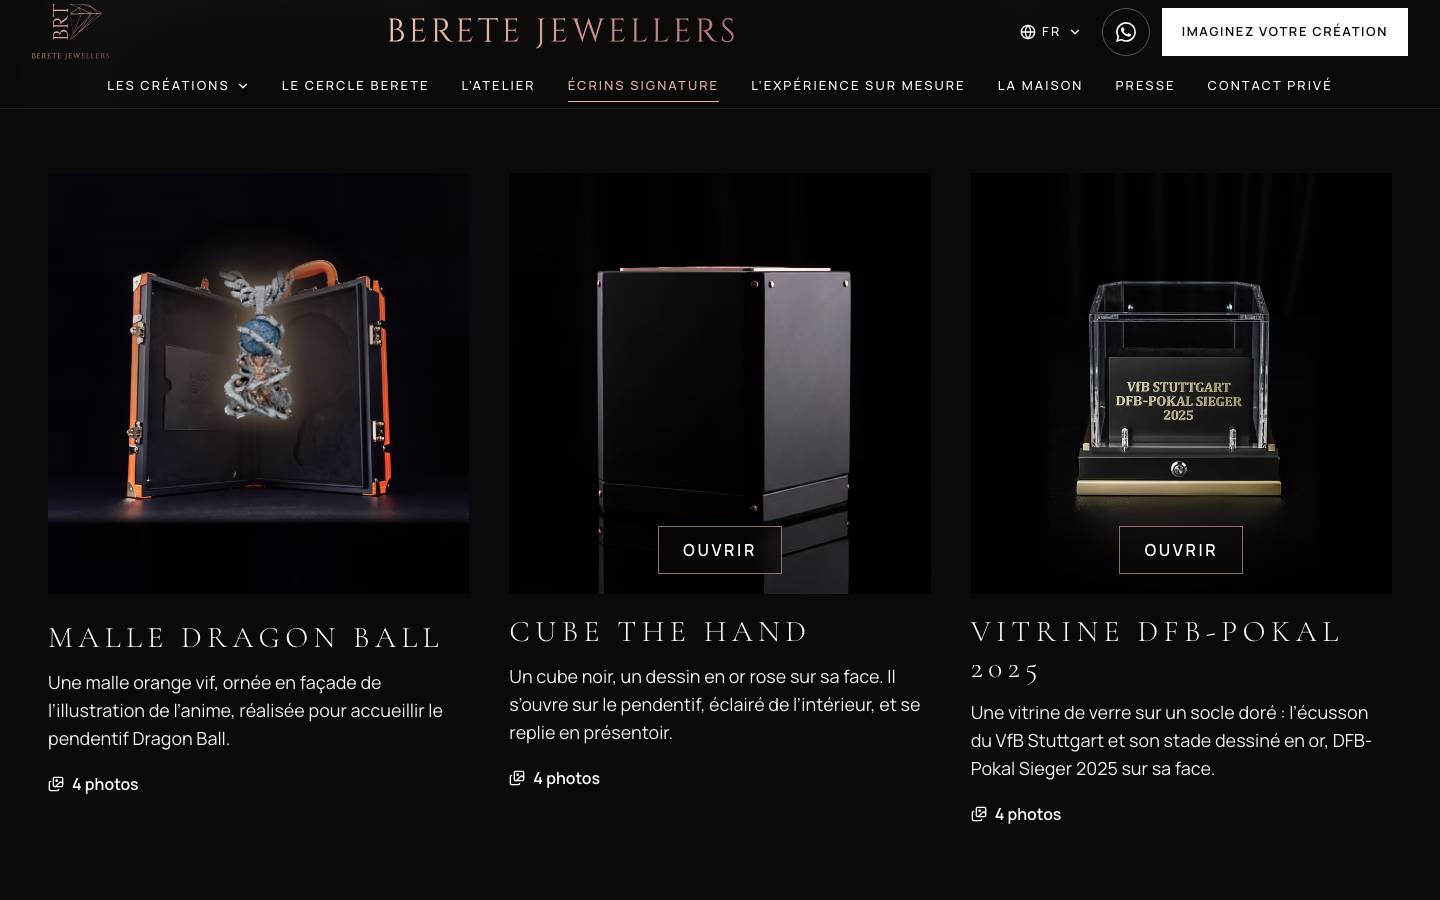 BRT
BERETE JEWELLERS
BERETE JEWELLERS
FR
IMAGINEZ VOTRE CRÉATION
LES CRÉATIONS
LE CERCLE BERETE
L'ATELIER
ÉCRINS SIGNATURE
L'EXPÉRIENCE SUR MESURE
LA MAISON
PRESSE
CONTACT PRIVÉ
VfB STUTTGART
DFB-POKAL SIEGER
2025
OUVRIR
OUVRIR
MALLE DRAGON BALL
Une malle orange vif, ornée en façade de
l'illustration de l'anime, réalisée pour accueillir le
pendentif Dragon Ball.
4 photos
CUBE THE HAND
Un cube noir, un dessin en or rose sur sa face. Il
s'ouvre sur le pendentif, éclairé de l'intérieur, et se
replie en présentoir.
4 photos
VITRINE DFB-POKAL
2025
Une vitrine de verre sur un socle doré : l'écusson
du VfB Stuttgart et son stade dessiné en or, DFB-
Pokal Sieger 2025 sur sa face.
4 photos